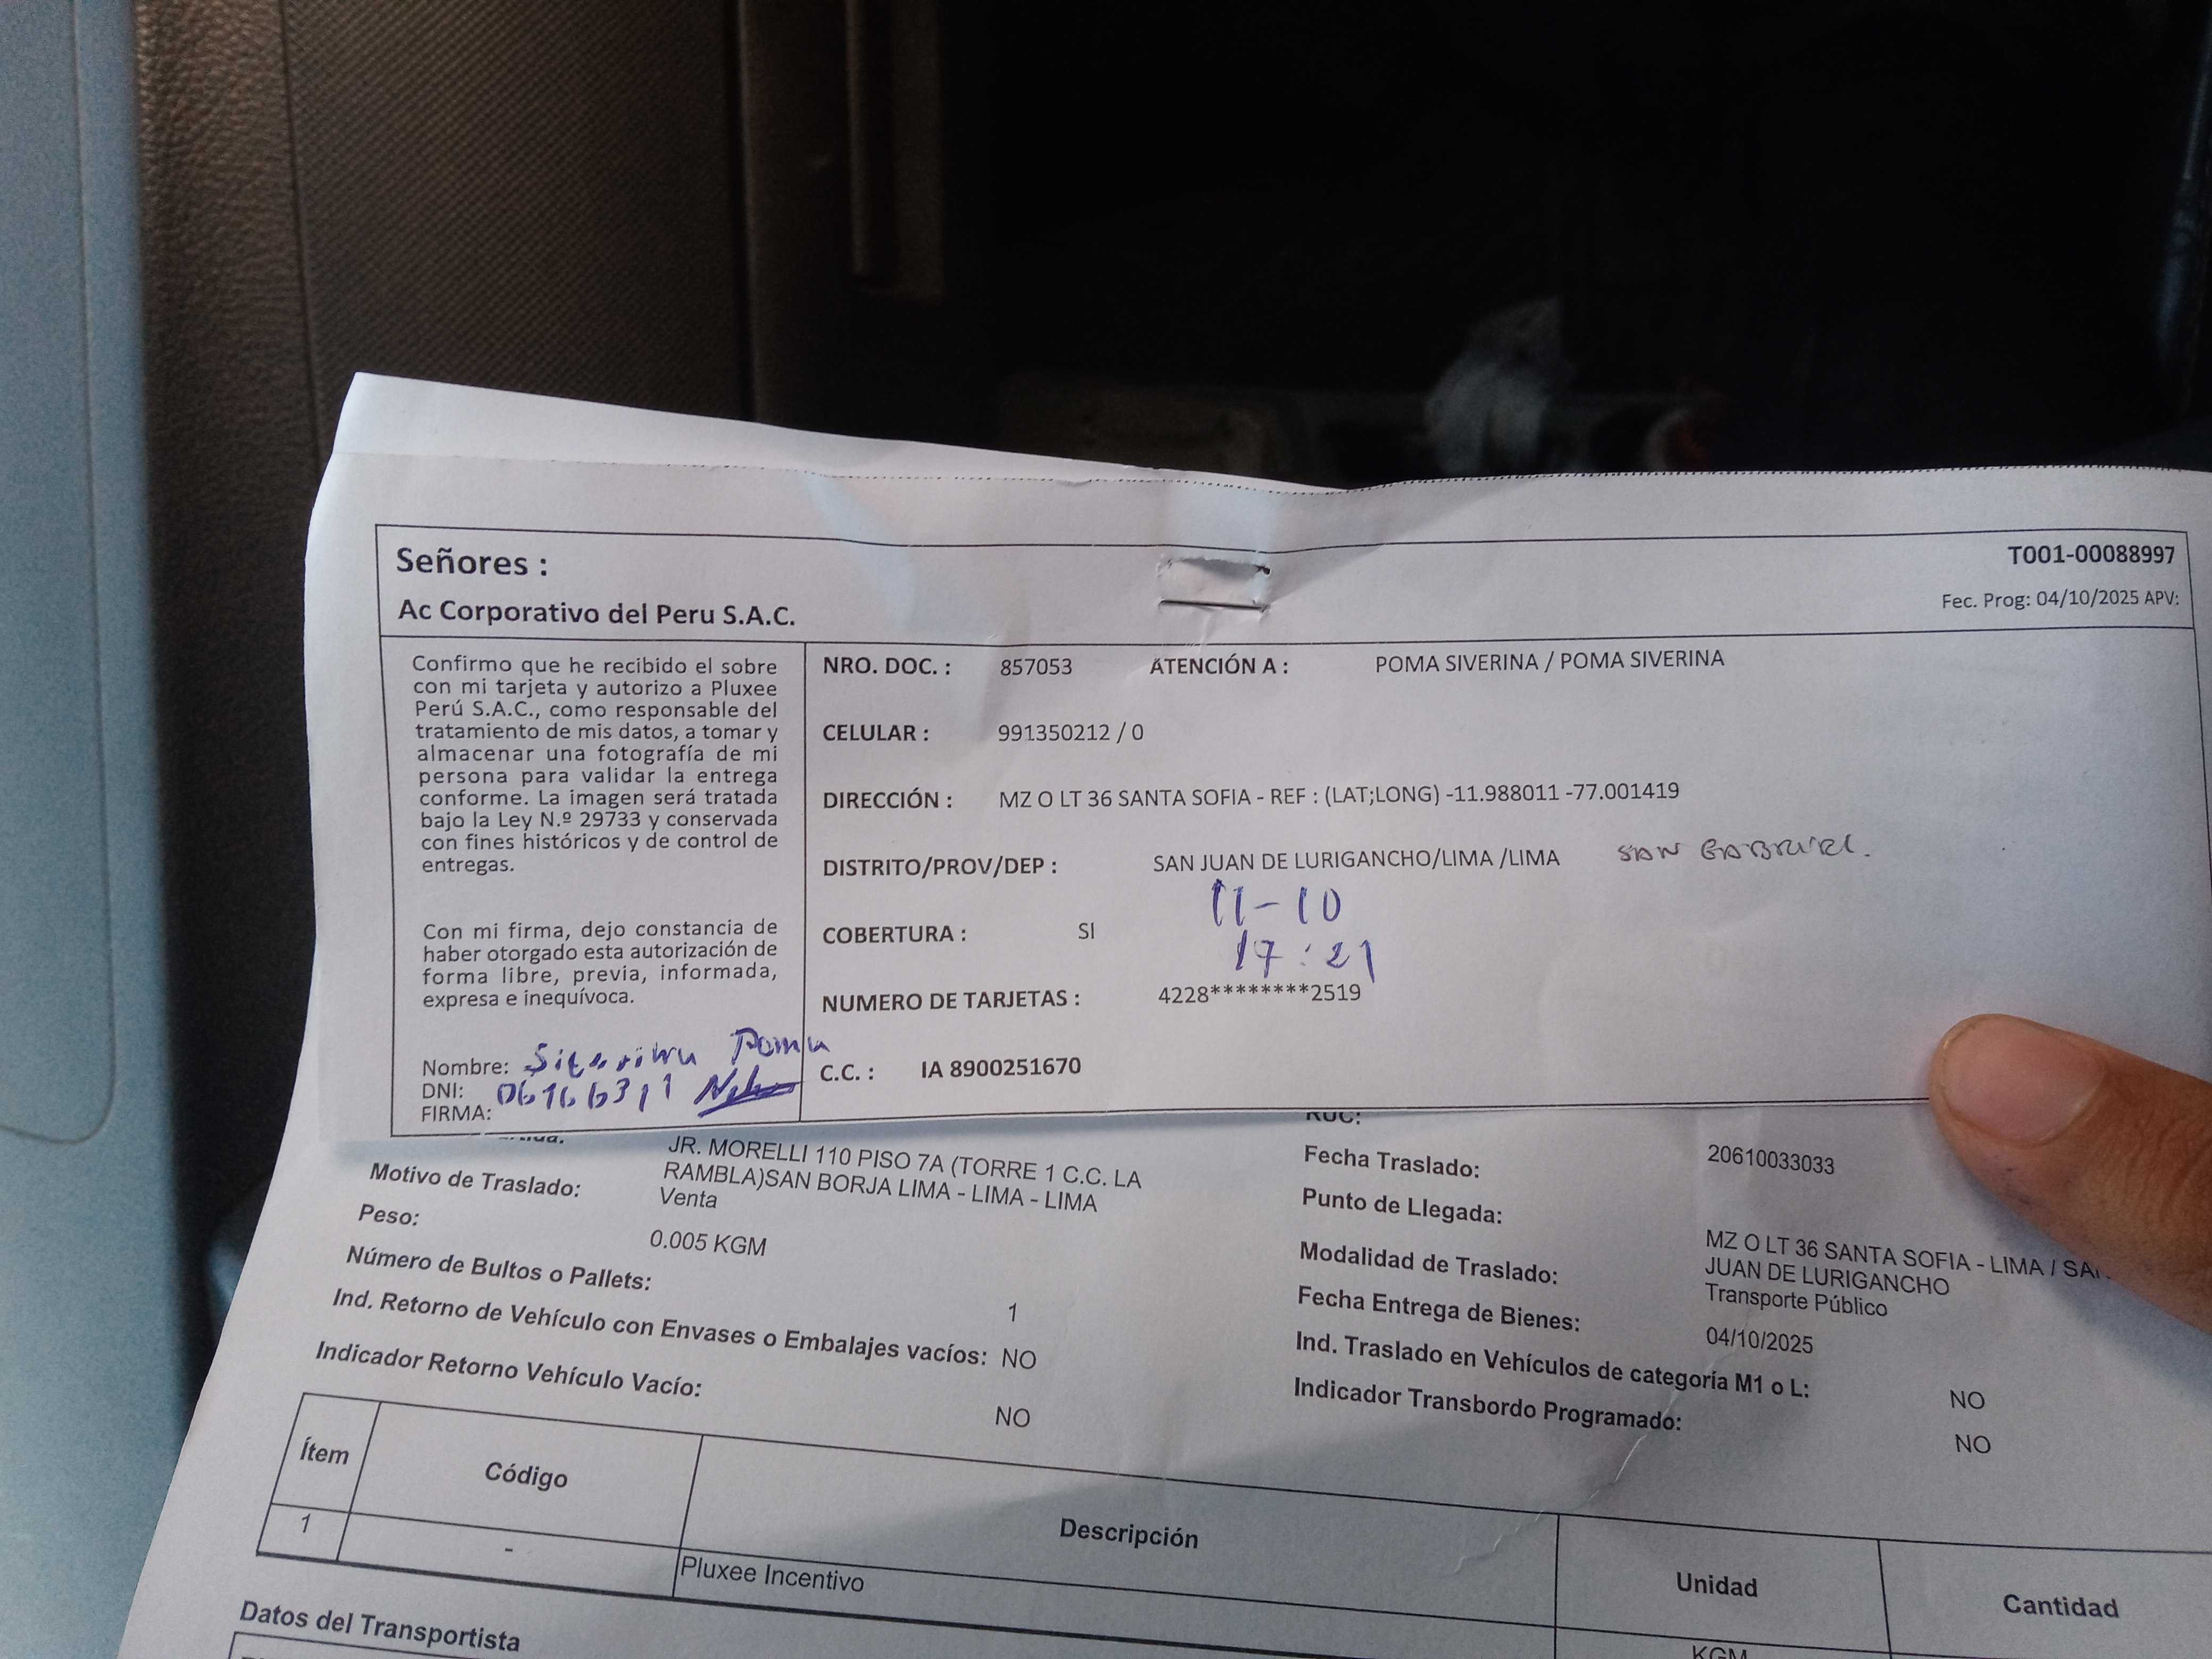 Señores :
Ac Corporativo del Peru S.A.C.
T001-00088997
Fec. Prog: 04/10/2025 APV:
Confirmo que he recibido el sobre
con mi tarjeta y autorizo a Pluxee
Perú S.A.C., como responsable del
tratamiento de mis datos, a tomar y
almacenar una fotografía de mi
persona para validar la entrega
conforme. La imagen será tratada
bajo la Ley N.º 29733 y conservada
con fines históricos y de control de
entregas.
Con mi firma, dejo constancia de
haber otorgado esta autorización de
forma libre, previa, informada,
expresa e inequívoca.
Nombre: Poma
DNI:
FIRMA:
NRO. DOC. : 857053 ATENCIÓN A : POMA SIVERINA / POMA SIVERINA
CELULAR : 991350212 / 0
DIRECCIÓN : MZ O LT 36 SANTA SOFIA - REF : (LAT;LONG) -11.988011 -77.001419
DISTRITO/PROV/DEP : SAN JUAN DE LURIGANCHO/LIMA /LIMA SAN GABRIEL.
11-10
COBERTURA : SI
17:21
NUMERO DE TARJETAS : 4228********2519
C.C. : IA 8900251670
JR. MORELLI 110 PISO 7A (TORRE 1 C.C. LA
RAMBLA)SAN BORJA LIMA - LIMA - LIMA
Motivo de Traslado: Venta
Peso: 0.005 KGM
Número de Bultos o Pallets: 1
Ind. Retorno de Vehículo con Envases o Embalajes vacíos: NO
Indicador Retorno Vehículo Vacío: NO
RUC: 20610033033
Fecha Traslado:
Punto de Llegada: MZ O LT 36 SANTA SOFIA - LIMA /
JUAN DE LURIGANCHO
Modalidad de Traslado: Transporte Público
Fecha Entrega de Bienes: 04/10/2025
Ind. Traslado en Vehículos de categoría M1 o L: NO
Indicador Transbordo Programado: NO
Ítem Código Descripción Unidad Cantidad
1 - Pluxee Incentivo KGM
Datos del Transportista